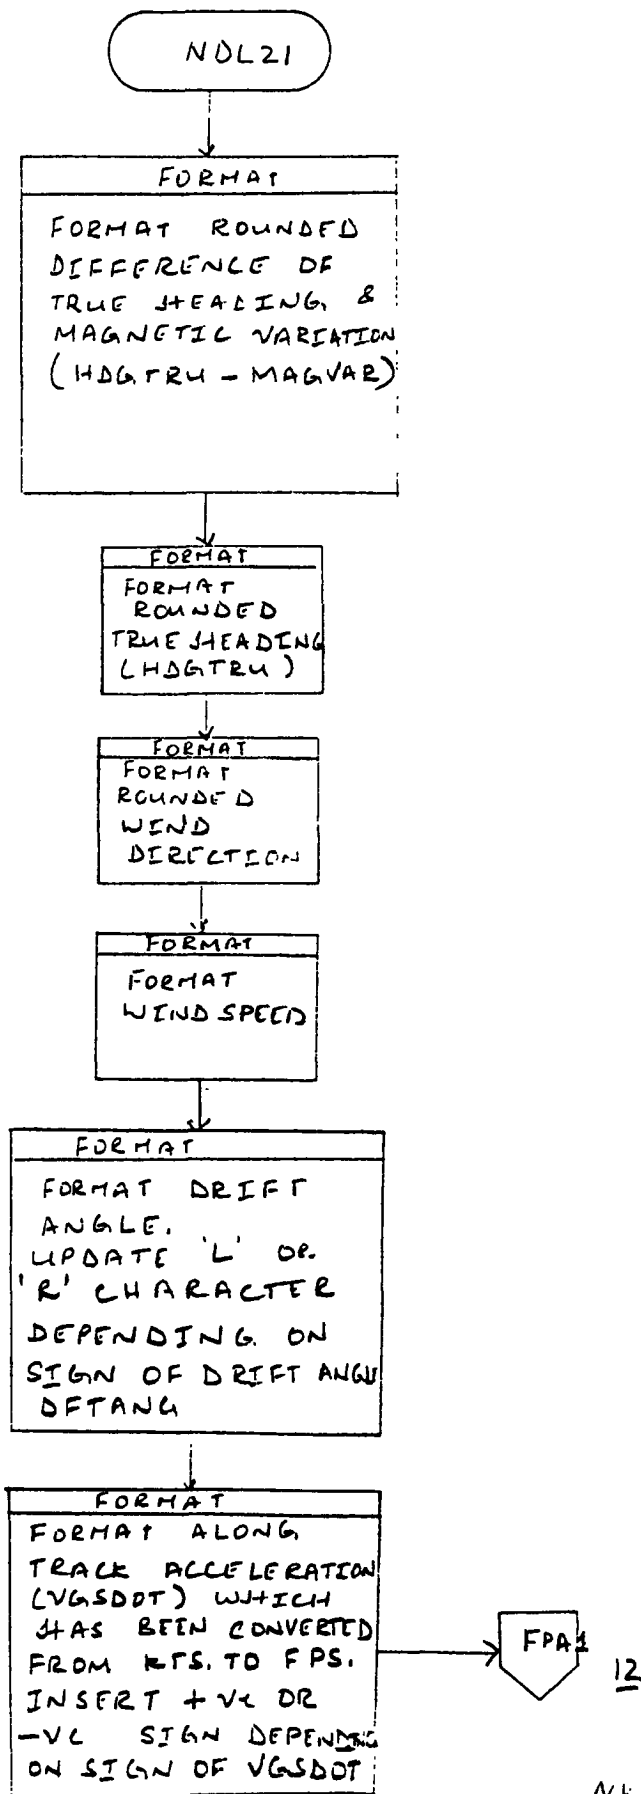 NDL21
FORMAT
FORMAT ROUNDED
DIFFERENCE OF
TRUE HEADING &
MAGNETIC VARIATION
(HDGTRU - MAGVAR)
FORMAT
FORMAT
ROUNDED
TRUE HEADING
(HDGTRU)
FORMAT
FORMAT
ROUNDED
WIND
DIRECTION
FORMAT
FORMAT
WIND SPEED
FORMAT
FORMAT DRIFT
ANGLE.
UPDATE 'L' OR
'R' CHARACTER
DEPENDING ON
SIGN OF DRIFT ANGLE
DFTANG
FORMAT
FORMAT ALONG
TRACK ACCELERATION
(VGSDOT) WHICH
HAS BEEN CONVERTED
FROM KTS. TO FPS.
INSERT +VE OR
-VE SIGN DEPENDING
ON SIGN OF VGSDOT
FPA1
12